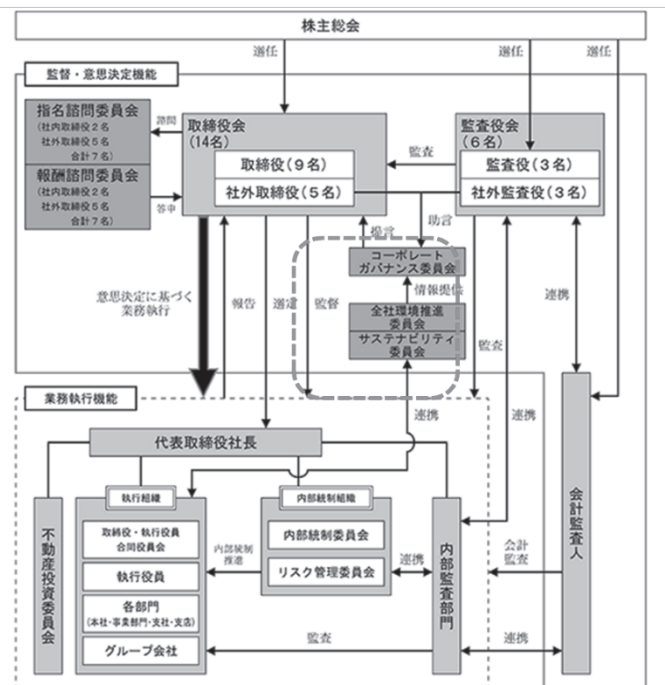 株主総会
選任
選任
選任
監督・意思決定機能
指名諮問委員会
(社内取締役2名
社外取締役5名
合計7名)
報酬諮問委員会
(社内取締役2名
社外取締役5名
合計7名)
諮問
答申
取締役会
(14名)
取締役(9名)
社外取締役(5名)
監査
監査役会
(6名)
監査役(3名)
社外監査役(3名)
提言
助言
コーポレート
ガバナンス委員会
情報提供
全社環境推進
委員会
サステナビリティ
委員会
意思決定に基づく
業務執行
報告
選定
監督
監査
連携
連携
連携
業務執行機能
代表取締役社長
不動産投資委員会
執行組織
取締役・執行役員
合同役員会
執行役員
各部門
(本社・事業部門・支社・支店)
グループ会社
内部統制
推進
内部統制組織
内部統制委員会
リスク管理委員会
連携
内部監査部門
会計
監査
会計監査人
監査
連携